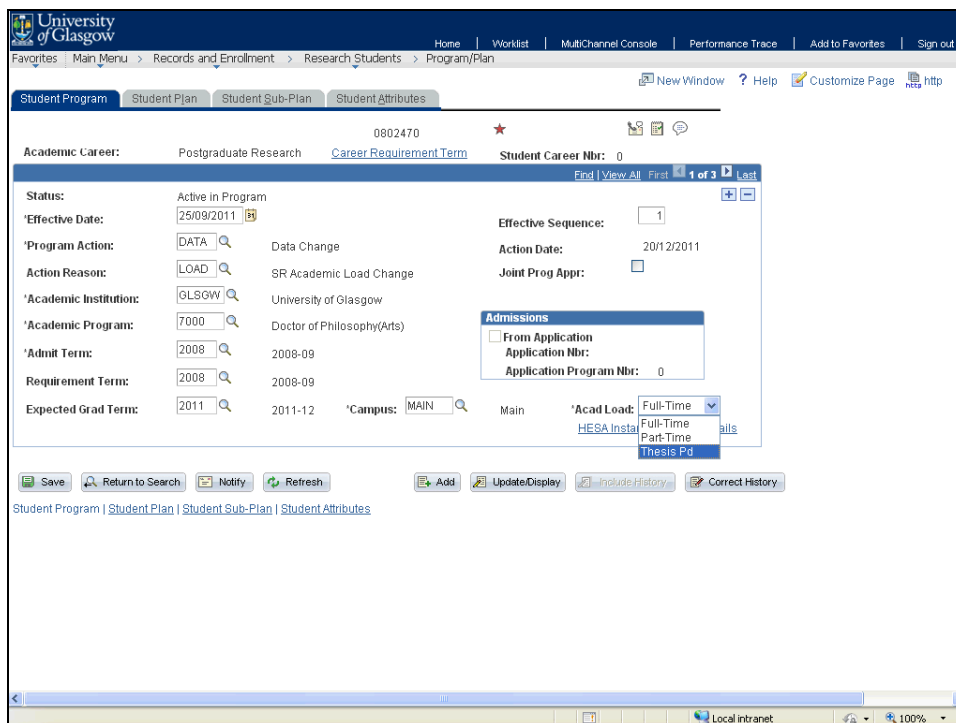 University
of Glasgow
Home | Worklist | MultiChannel Console | Performance Trace | Add to Favorites | Sign out
Favorites Main Menu > Records and Enrollment > Research Students > Program/Plan
New Window ? Help Customize Page http
Student Program Student Plan Student Sub-Plan Student Attributes
0802470
Academic Career: Postgraduate Research Career Requirement Term Student Career Nbr: 0
Find | View All First 1 of 3 Last
Status: Active in Program
*Effective Date: 25/09/2011 Effective Sequence: 1
*Program Action: DATA Data Change Action Date: 20/12/2011
Action Reason: LOAD SR Academic Load Change Joint Prog Appr:
*Academic Institution: GLSGW University of Glasgow
*Academic Program: 7000 Doctor of Philosophy(Arts)
Admissions
From Application
Application Nbr:
Application Program Nbr: 0
*Admit Term: 2008 2008-09
Requirement Term: 2008 2008-09
Expected Grad Term: 2011 2011-12 *Campus: MAIN Main *Acad Load: Full-Time
Full-Time
Part-Time
Thesis Pd
HESA Insta ails
Save Return to Search Notify Refresh Add Update/Display Include History Correct History
Student Program | Student Plan | Student Sub-Plan | Student Attributes
Local intranet 100%